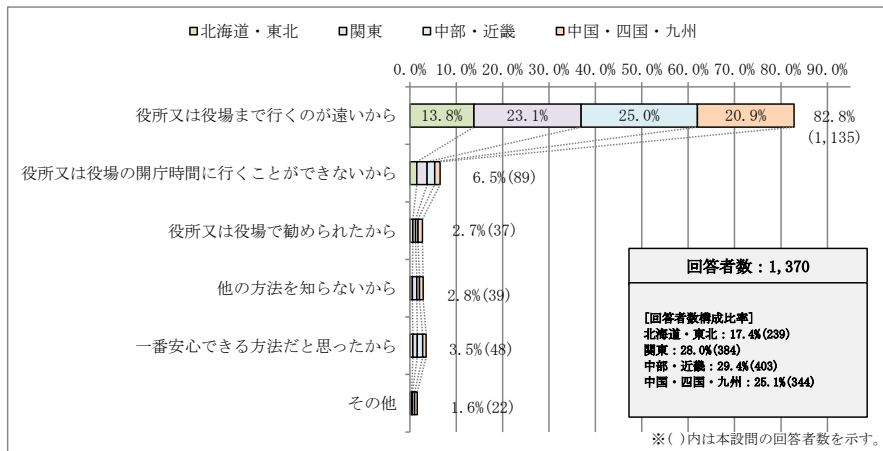 北海道・東北 関東 中部・近畿 中国・四国・九州
0.0% 10.0% 20.0% 30.0% 40.0% 50.0% 60.0% 70.0% 80.0% 90.0%
役所又は役場まで行くのが遠いから 13.8% 23.1% 25.0% 20.9% 82.8%
(1,135)
役所又は役場の開庁時間に行くことができないから 6.5%(89)
役所又は役場で勧められたから 2.7%(37)
他の方法を知らないから 2.8%(39)
一番安心できる方法だと思ったから 3.5%(48)
その他 1.6%(22)
回答者数：1,370
[回答者数構成比率]
北海道・東北：17.4%(239)
関東：28.0%(384)
中部・近畿：29.4%(403)
中国・四国・九州：25.1%(344)
※( )内は本設問の回答者数を示す。